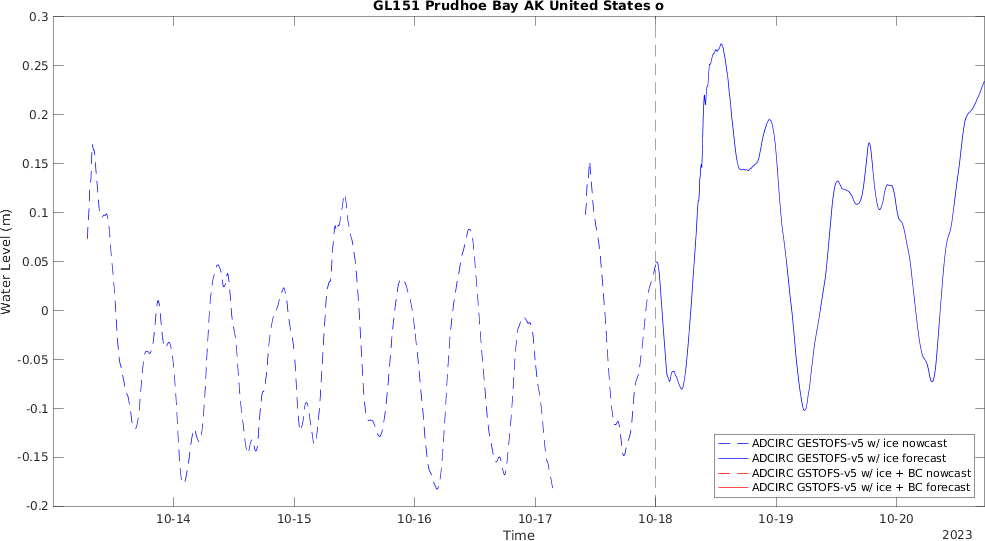 GL151 Prudhoe Bay AK United States o
0.3
0.25
0.2
0.15
0.1
0.05
0
-0.05
-0.1
-0.15
-0.2
Water Level (m)
10-14 10-15 10-16 10-17 10-18 10-19 10-20
Time
2023
ADCIRC GESTOFS-v5 w/ ice nowcast
ADCIRC GESTOFS-v5 w/ ice forecast
ADCIRC GSTOFS-v5 w/ ice + BC nowcast
ADCIRC GSTOFS-v5 w/ ice + BC forecast